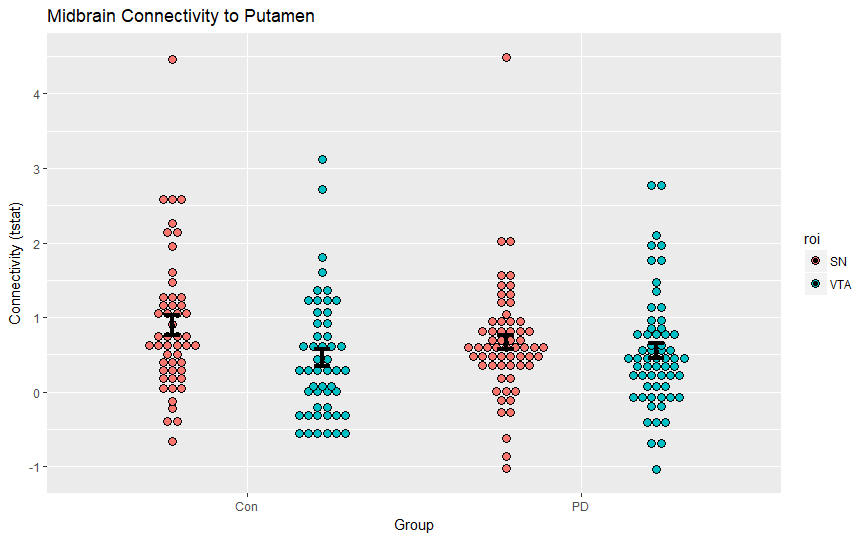 Midbrain Connectivity to Putamen
Connectivity (tstat)
4
3
2
1
0
-1
Con
PD
Group
roi
SN
VTA